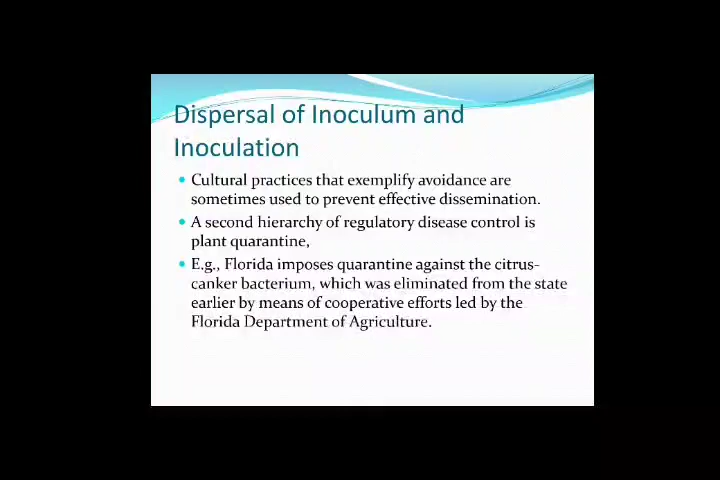 Dispersal of Inoculum and
Inoculation
Cultural practices that exemplify avoidance are
sometimes used to prevent effective dissemination.
A second hierarchy of regulatory disease control is
plant quarantine,
E.g., Florida imposes quarantine against the citrus-
canker bacterium, which was eliminated from the state
earlier by means of cooperative efforts led by the
Florida Department of Agriculture.